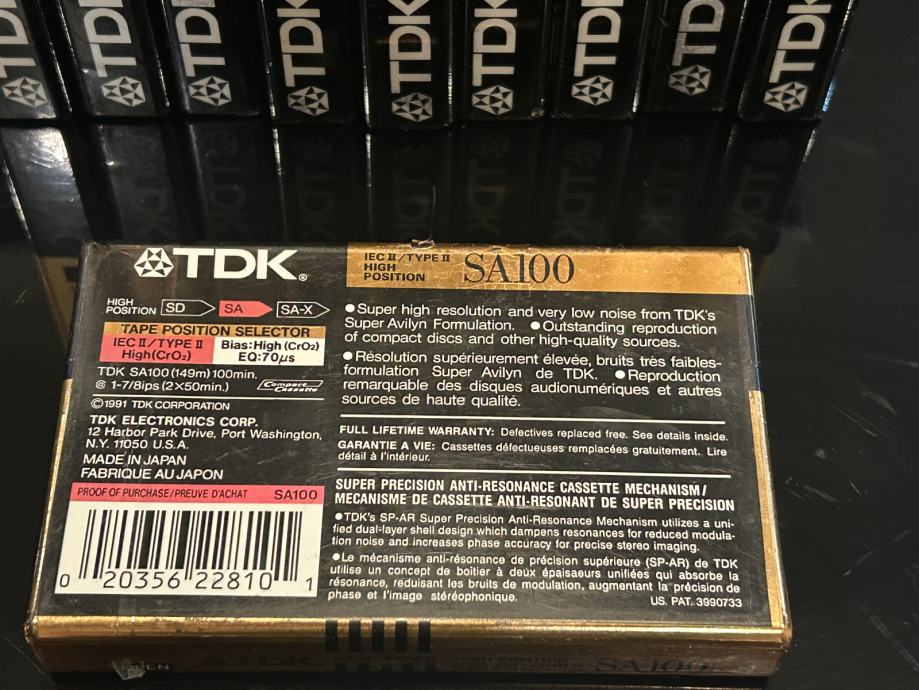 TDK
TDK
TDK
TDK
TDK
TDK
TDK
TDK
TDK
TDK®
IEC II/TYPE II
HIGH
POSITION
SA100
HIGH
POSITION
SD
SA
SA-X
TAPE POSITION SELECTOR
IEC II/TYPE II
High(CrO₂)
Bias:High(CrO₂)
EQ:70μs
TDK SA100(149m)100min.
@ 1-7/8ips(2×50min.)
Compact Cassette
©1991 TDK CORPORATION
TDK ELECTRONICS CORP.
12 Harbor Park Drive, Port Washington,
N.Y. 11050 U.S.A.
MADE IN JAPAN
FABRIQUE AU JAPON
PROOF OF PURCHASE/PREUVE D'ACHAT SA100
0 20356 22810 1
●Super high resolution and very low noise from TDK's
Super Avilyn Formulation. ●Outstanding reproduction
of compact discs and other high-quality sources.
●Résolution supérieurement élevée, bruits très faibles-
formulation Super Avilyn de TDK. ●Reproduction
remarquable des disques audionumériques et autres
sources de haute qualité.
FULL LIFETIME WARRANTY: Defectives replaced free. See details inside.
GARANTIE A VIE: Cassettes défectueuses remplacées gratuitement. Lire
détail à l'intérieur.
SUPER PRECISION ANTI-RESONANCE CASSETTE MECHANISM/
MECANISME DE CASSETTE ANTI-RESONANT DE SUPER PRECISION
●TDK's SP-AR Super Precision Anti-Resonance Mechanism utilizes a uni-
fied dual-layer shell design which dampens resonances for reduced modula-
tion noise and increases phase accuracy for precise stereo imaging.
●Le mécanisme anti-résonance de précision supérieure (SP-AR) de TDK
utilise un concept de boîtier à deux épaisaeurs unifiées qui absorbe la
résonance, reduisant les bruits de modulation, augmentant la précision de
phase et l'image stéréophonique.
US. PAT. 3990733
TDK
SA100